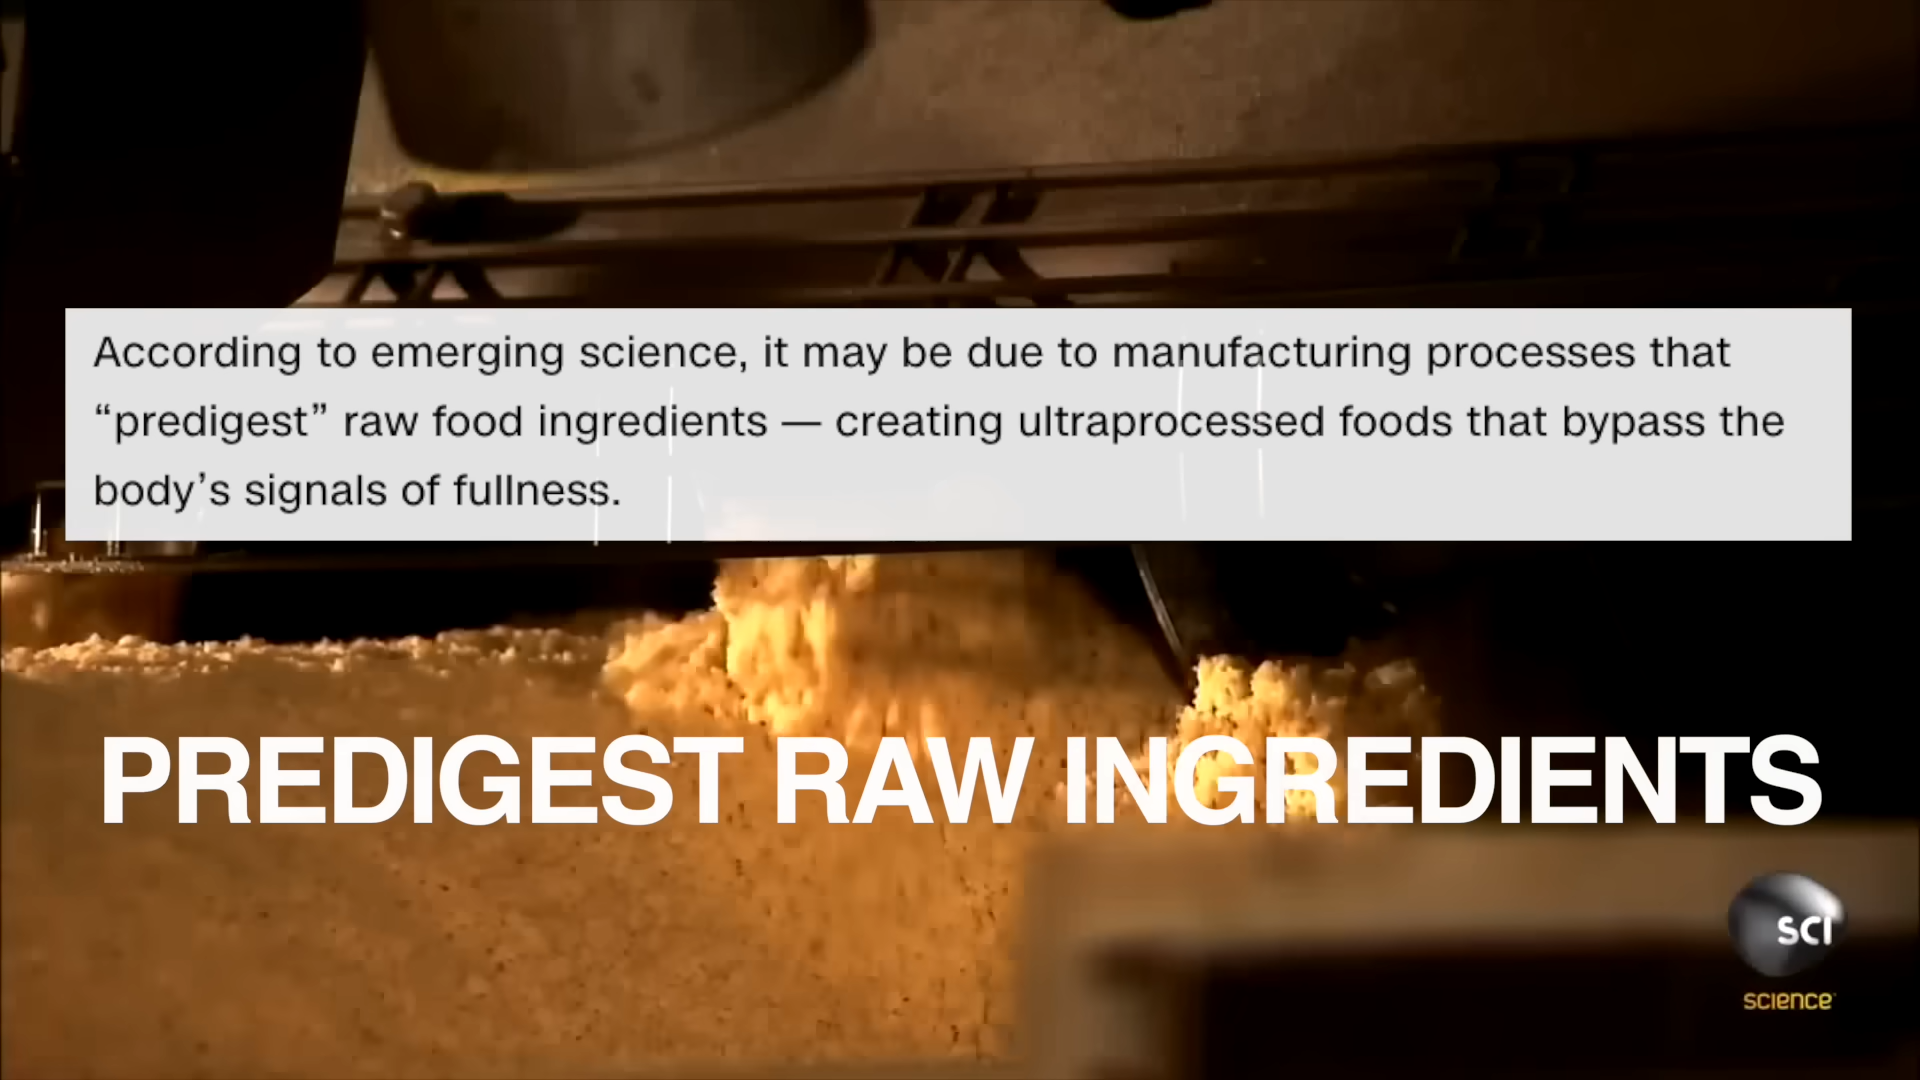 According to emerging science, it may be due to manufacturing processes that
“predigest” raw food ingredients — creating ultraprocessed foods that bypass the
body’s signals of fullness.
PREDIGEST RAW INGREDIENTS
SCI
science